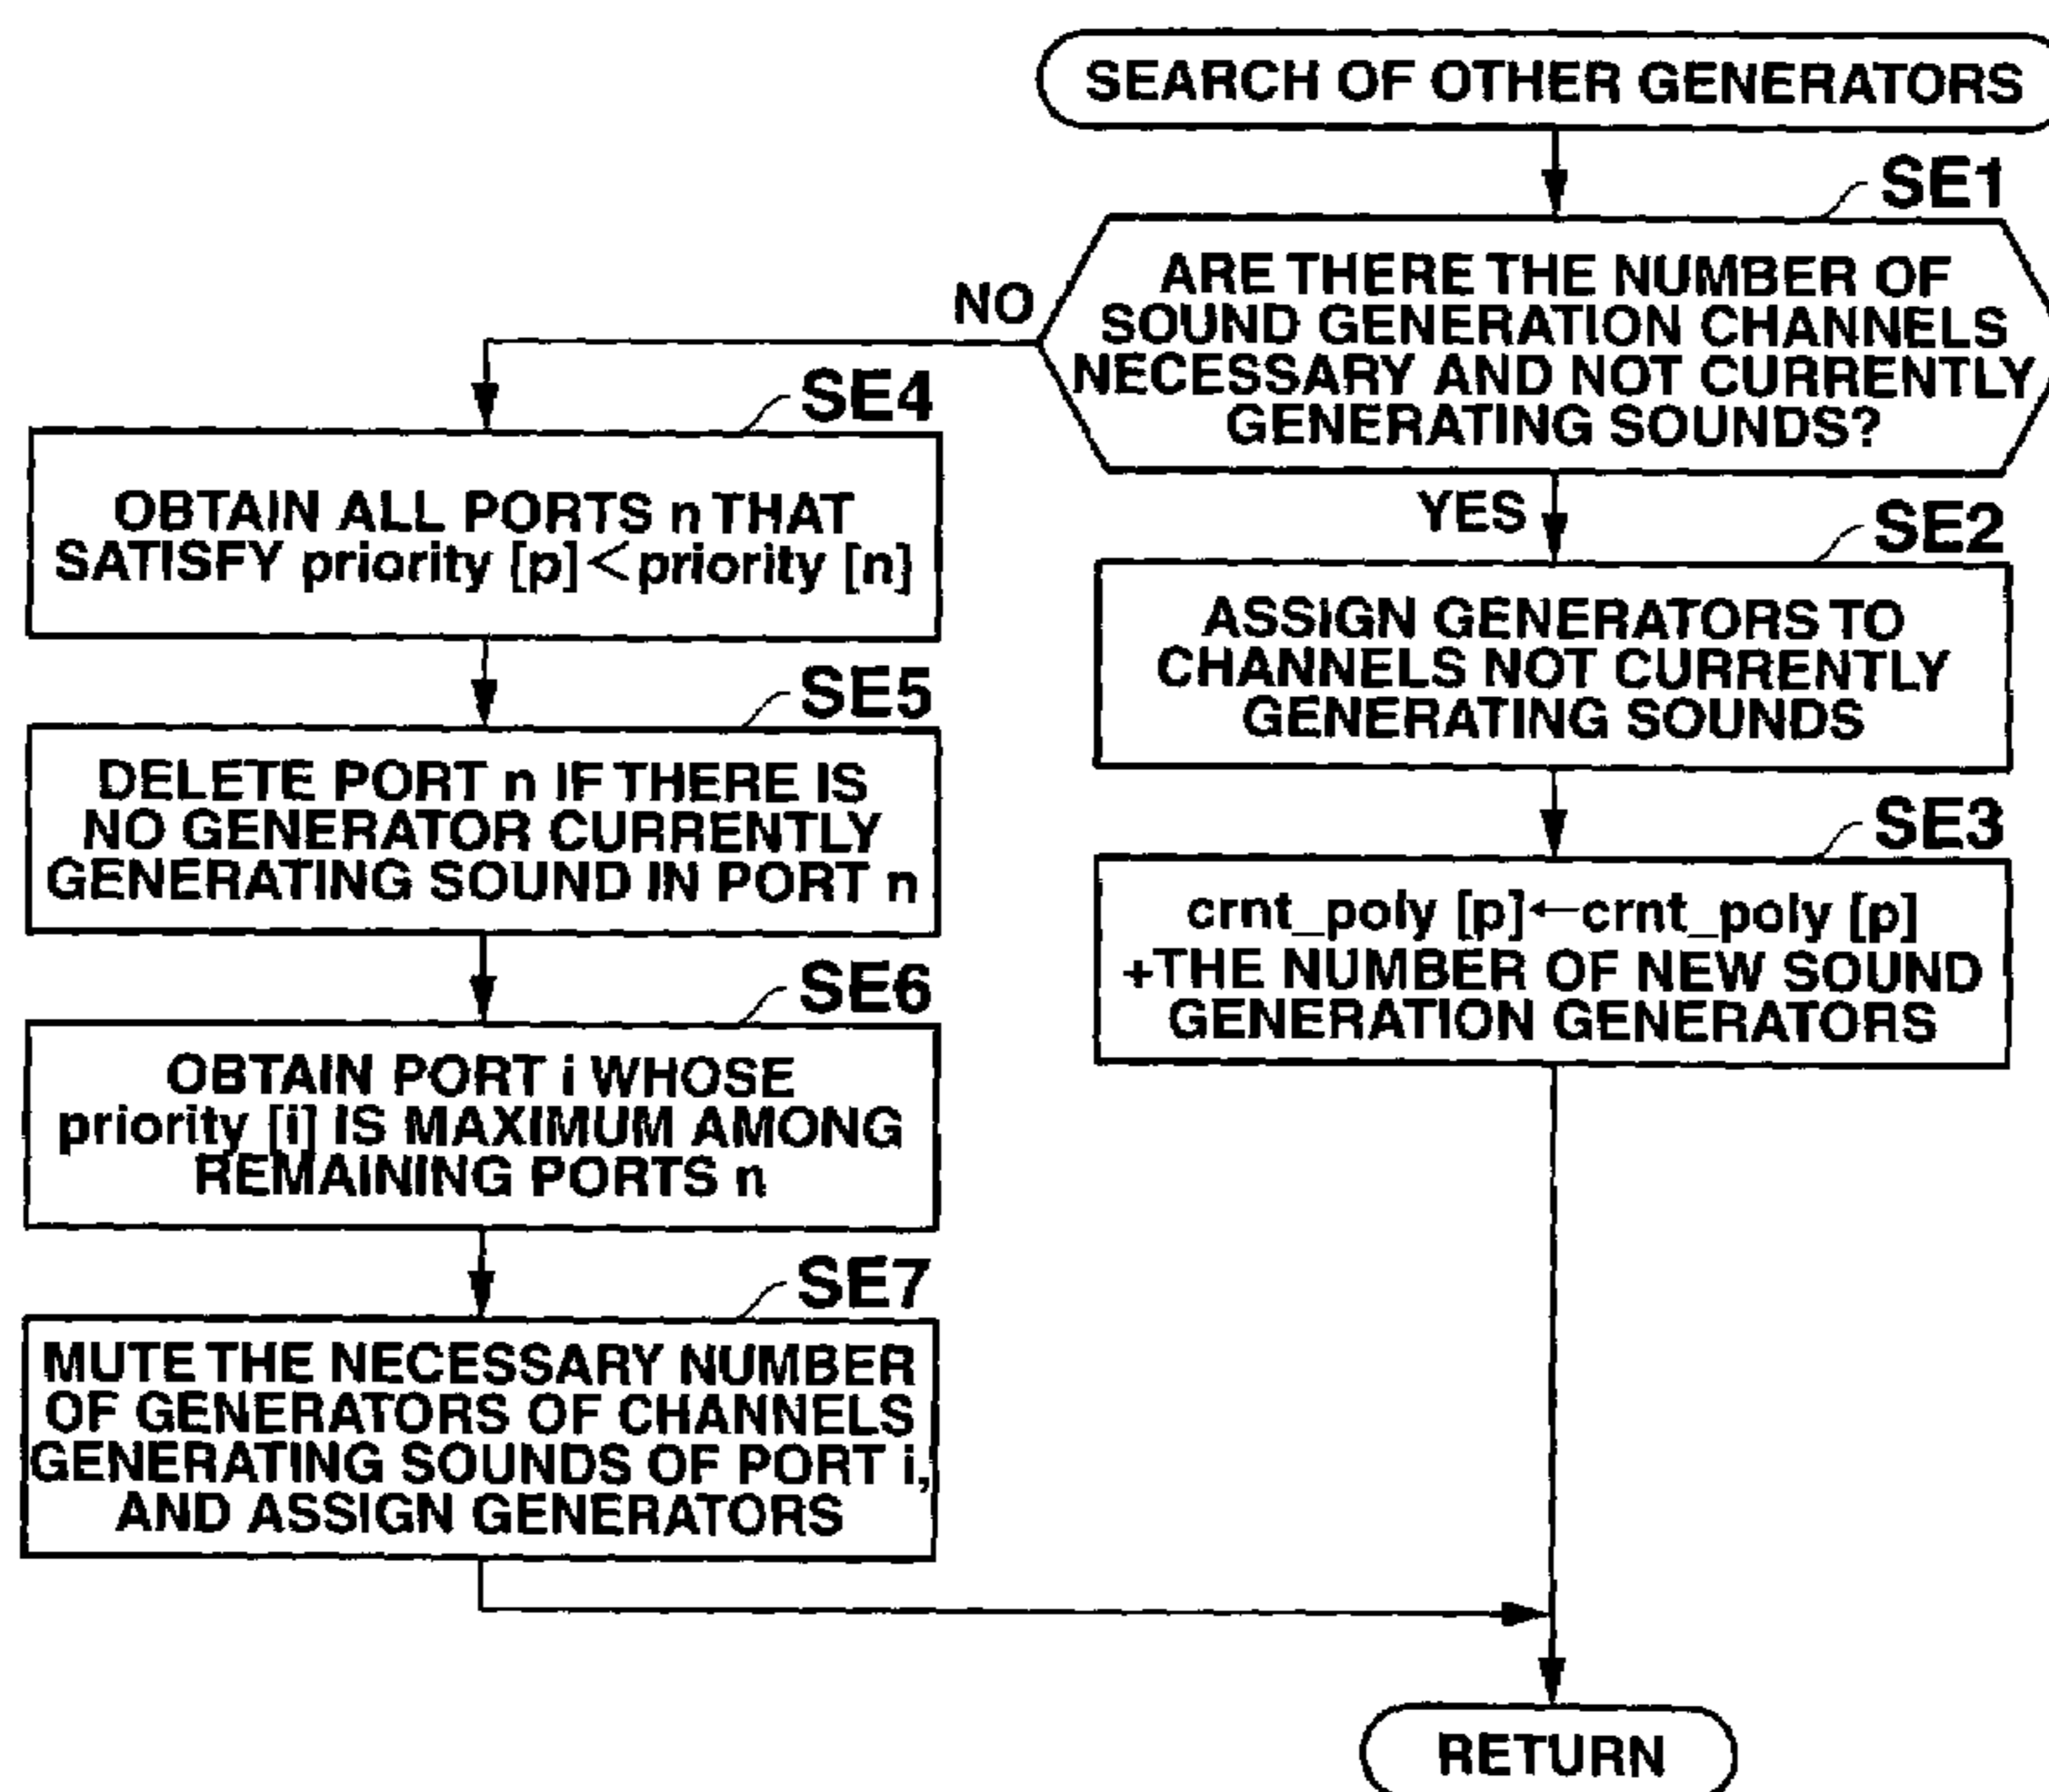 SEARCH OF OTHER GENERATORS
SE1
ARE THERE THE NUMBER OF
SOUND GENERATION CHANNELS
NECESSARY AND NOT CURRENTLY
GENERATING SOUNDS?
NO
YES
SE2
ASSIGN GENERATORS TO
CHANNELS NOT CURRENTLY
GENERATING SOUNDS
SE3
crnt_poly [p]←crnt_poly [p]
+THE NUMBER OF NEW SOUND
GENERATION GENERATORS
SE4
OBTAIN ALL PORTS n THAT
SATISFY priority [p]<priority [n]
SE5
DELETE PORT n IF THERE IS
NO GENERATOR CURRENTLY
GENERATING SOUND IN PORT n
SE6
OBTAIN PORT i WHOSE
priority [i] IS MAXIMUM AMONG
REMAINING PORTS n
SE7
MUTE THE NECESSARY NUMBER
OF GENERATORS OF CHANNELS
GENERATING SOUNDS OF PORT i,
AND ASSIGN GENERATORS
RETURN